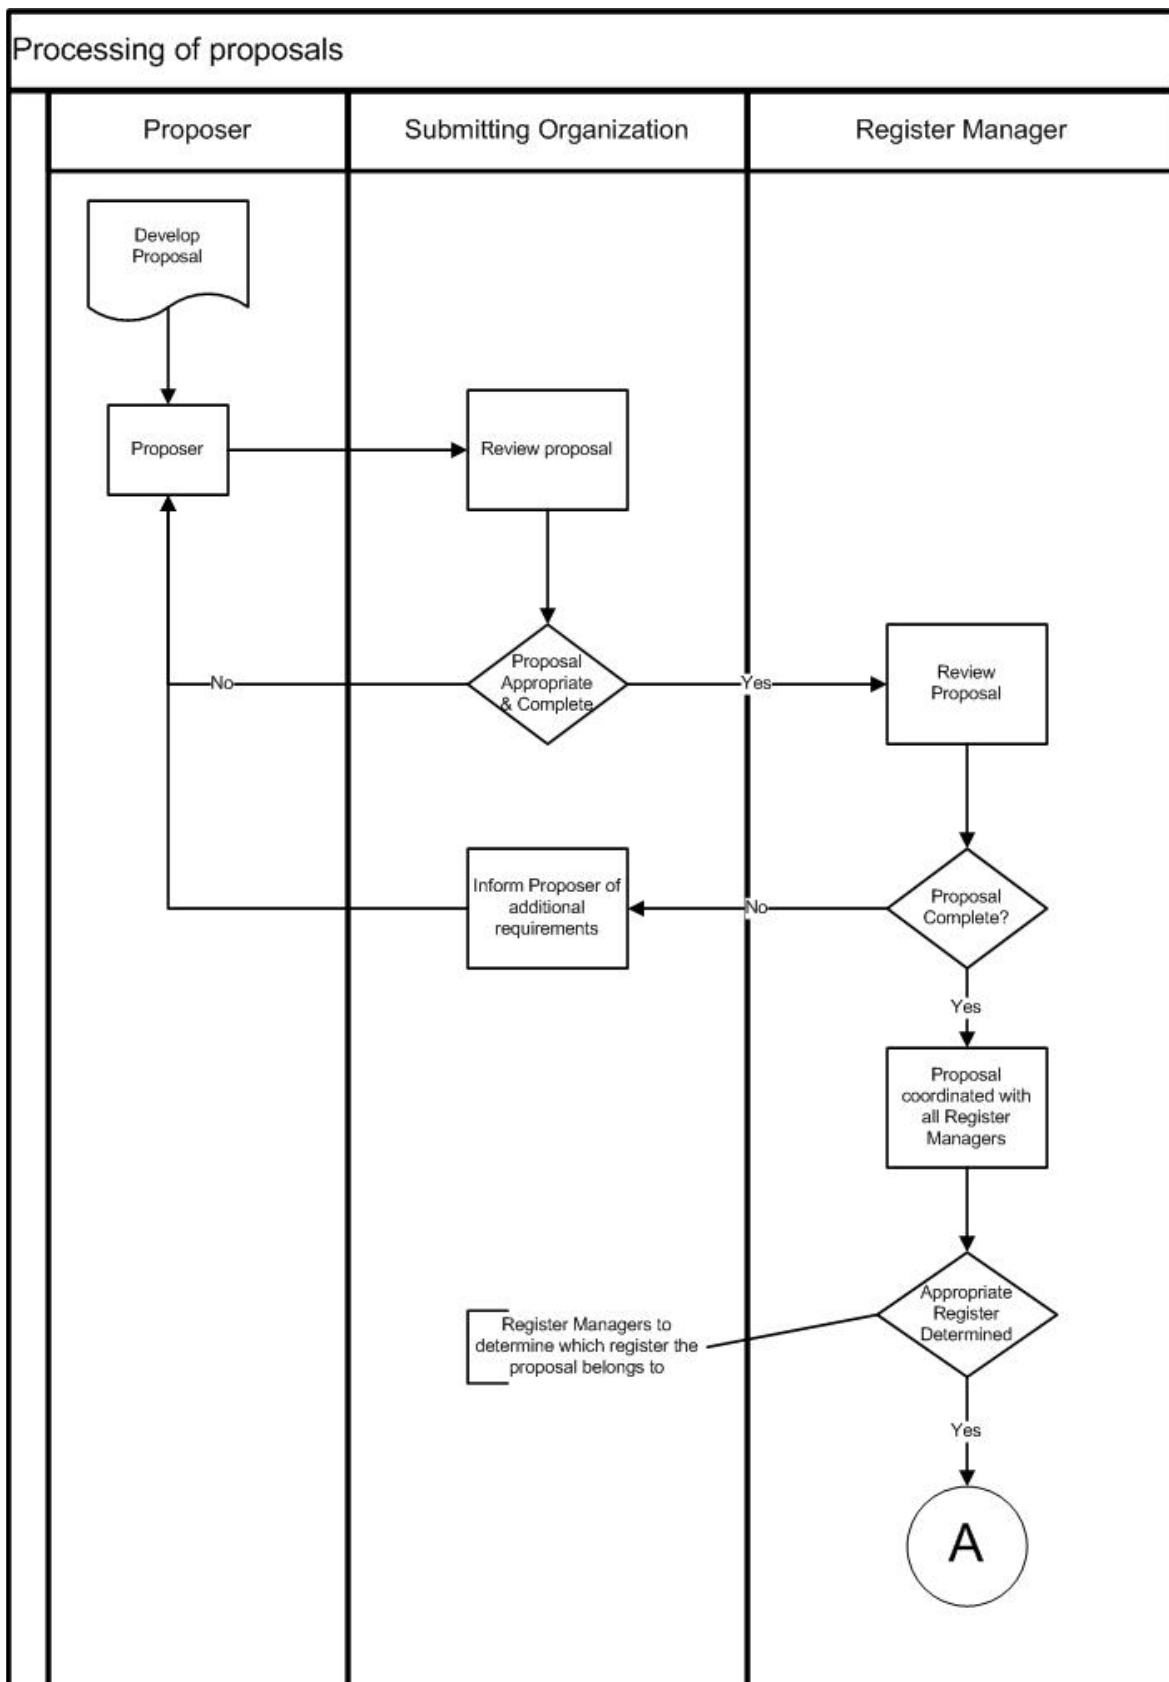 Processing of proposals
Proposer
Submitting Organization
Register Manager
Develop
Proposal
Proposer
Review proposal
Proposal
Appropriate
& Complete
No
Yes
Review
Proposal
Inform Proposer of
additional
requirements
No
Proposal
Complete?
Yes
Proposal
coordinated with
all Register
Managers
Appropriate
Register
Determined
Register Managers to
determine which register the
proposal belongs to
Yes
A